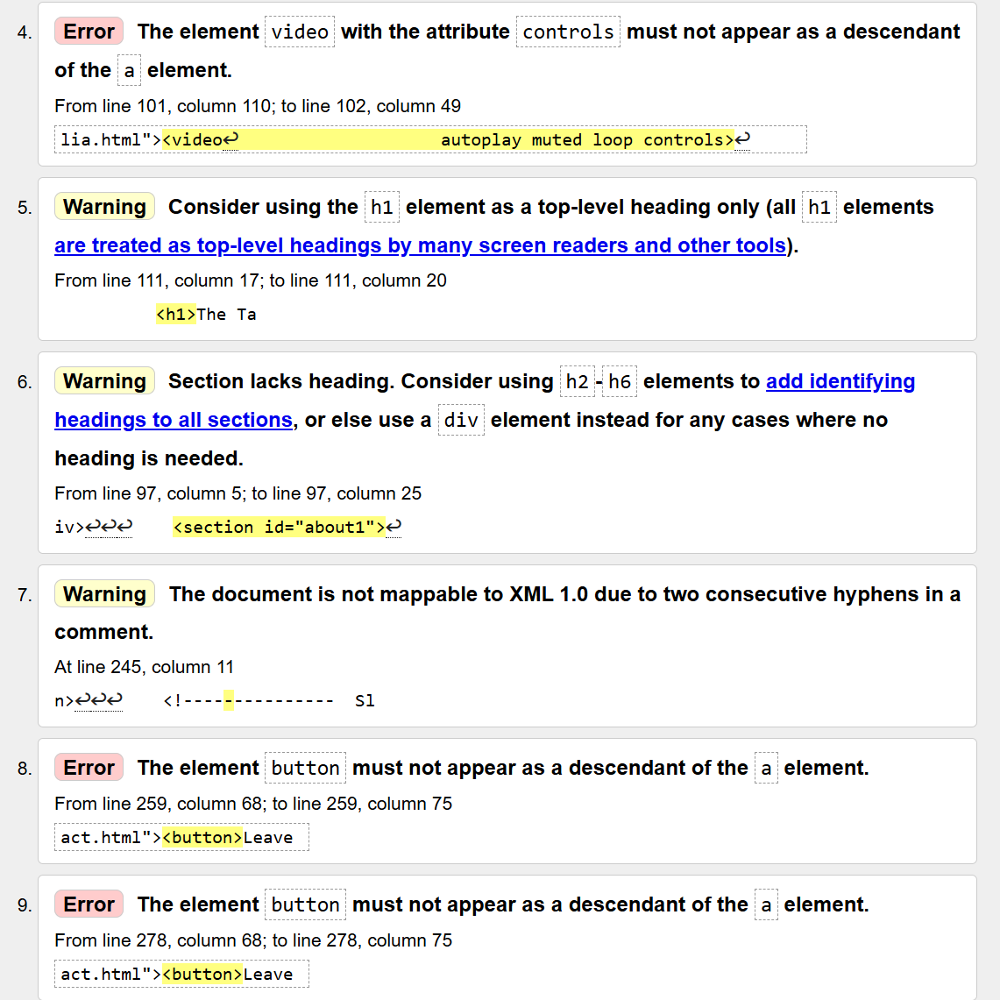 4. Error The element video with the attribute controls must not appear as a descendant
of the a element.
From line 101, column 110; to line 102, column 49
lia.html"><video↩ autoplay muted loop controls>↩
5. Warning Consider using the h1 element as a top-level heading only (all h1 elements
are treated as top-level headings by many screen readers and other tools).
From line 111, column 17; to line 111, column 20
<h1>The Ta
6. Warning Section lacks heading. Consider using h2-h6 elements to add identifying
headings to all sections, or else use a div element instead for any cases where no
heading is needed.
From line 97, column 5; to line 97, column 25
iv>↩↩↩ <section id="about1">↩
7. Warning The document is not mappable to XML 1.0 due to two consecutive hyphens in a
comment.
At line 245, column 11
n>↩↩↩ <!--------------- Sl
8. Error The element button must not appear as a descendant of the a element.
From line 259, column 68; to line 259, column 75
act.html"><button>Leave
9. Error The element button must not appear as a descendant of the a element.
From line 278, column 68; to line 278, column 75
act.html"><button>Leave